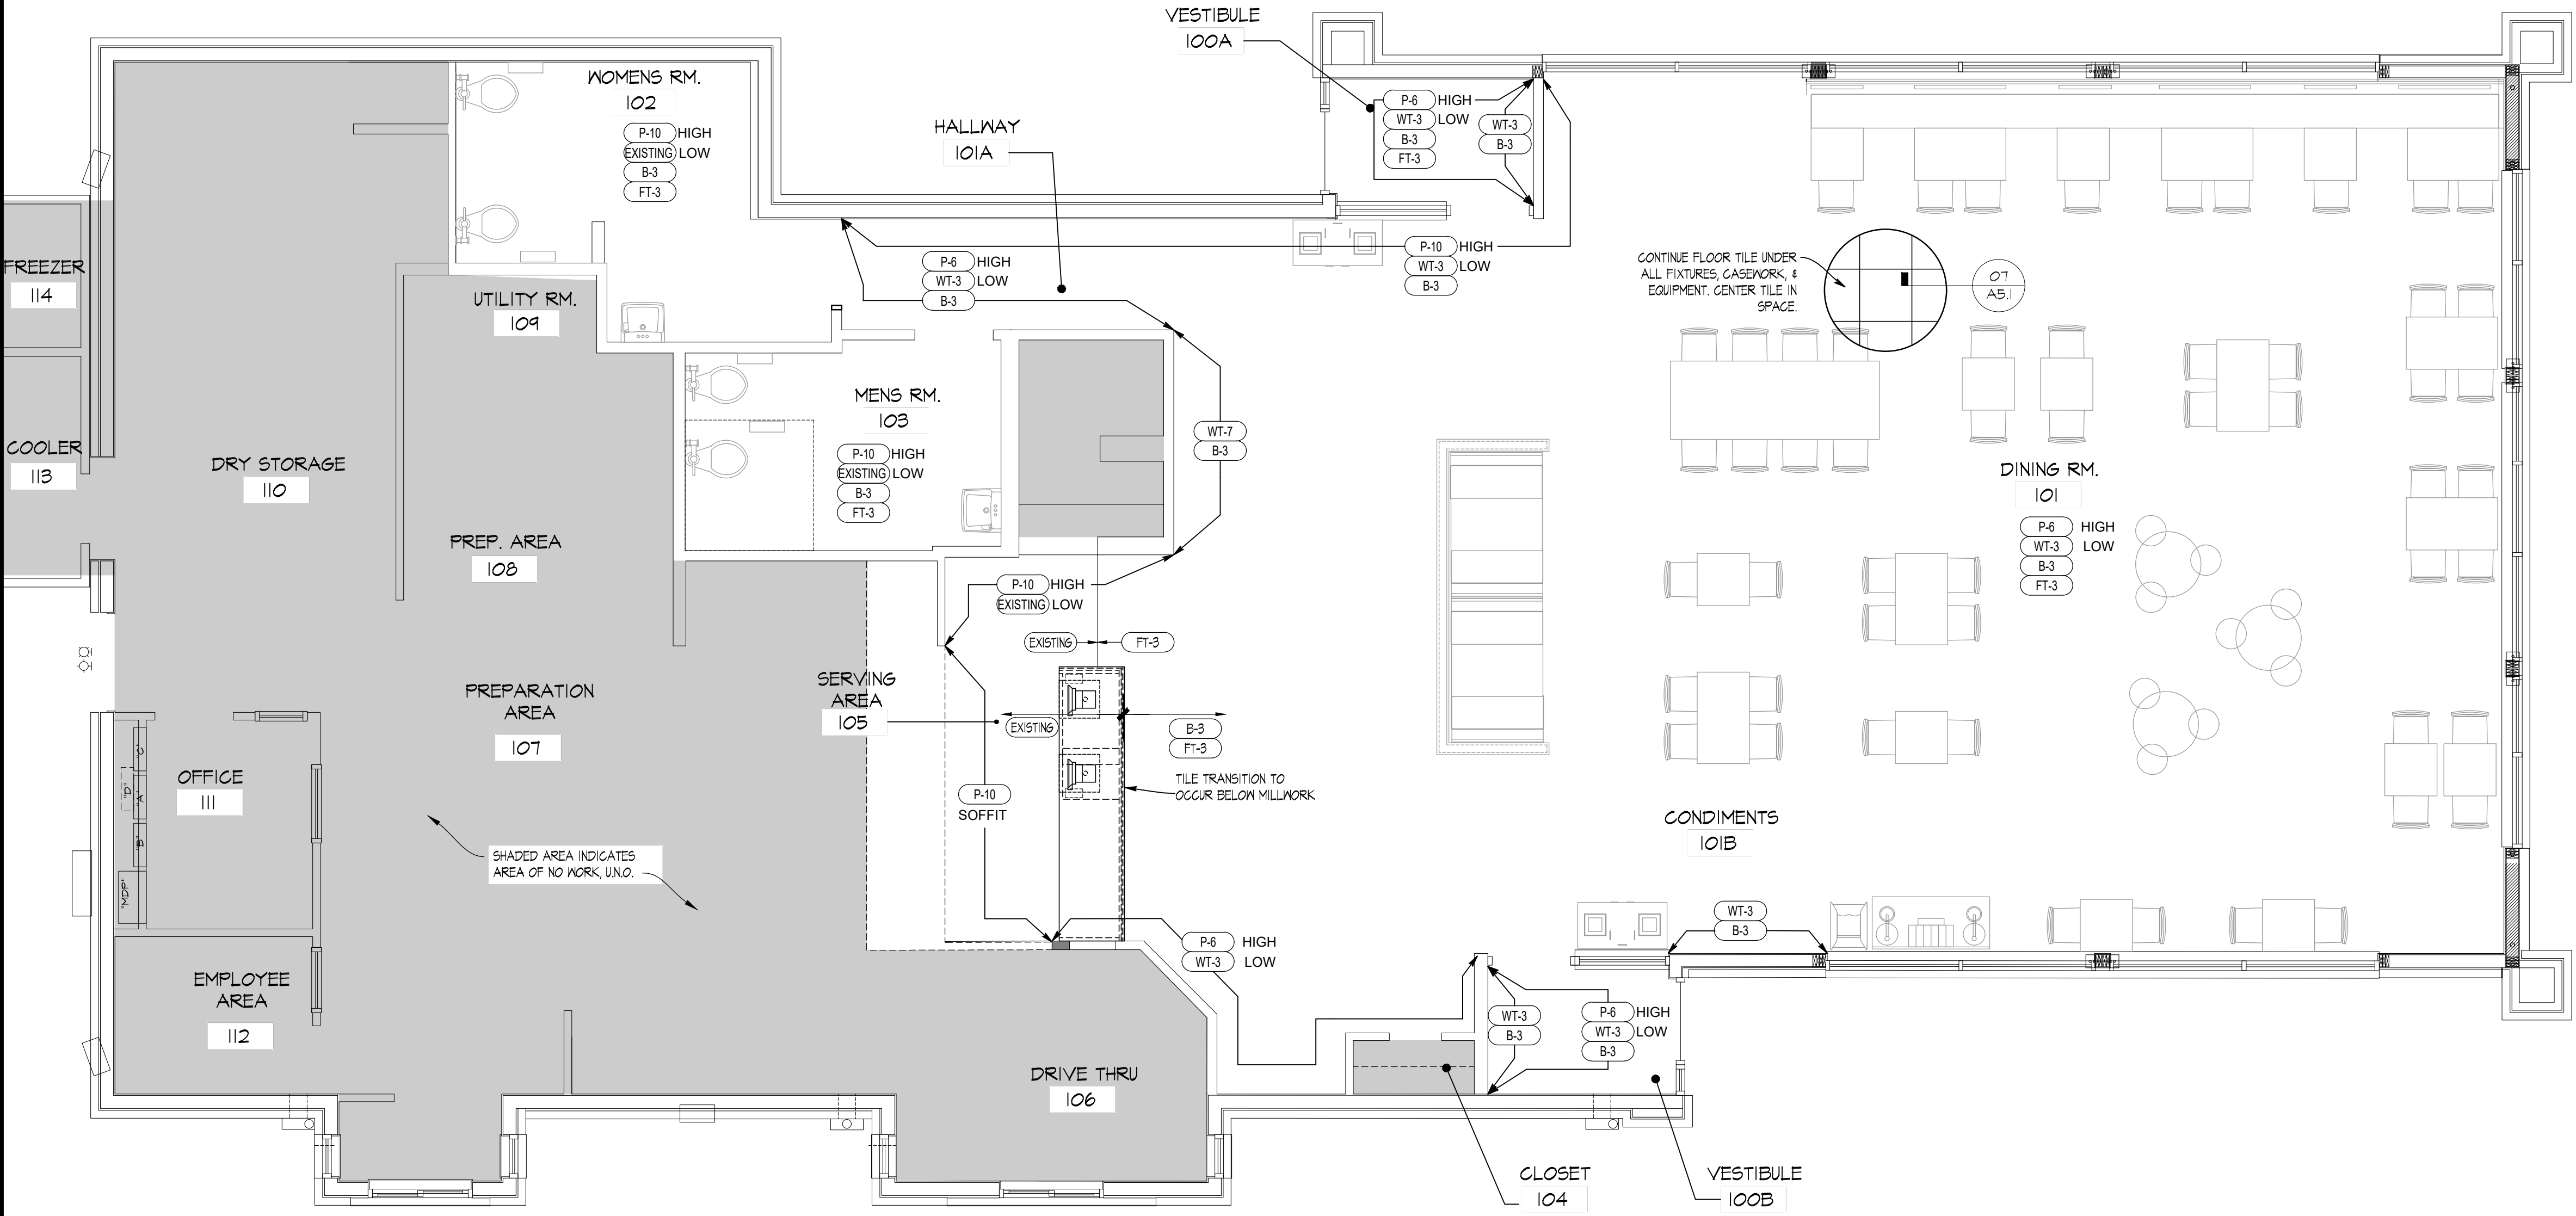 VESTIBULE
100A
WOMENS RM.
102
P-10 HIGH
EXISTING LOW
B-3
FT-3
HALLWAY
101A
P-6 HIGH
WT-3 LOW
B-3
FT-3
WT-3
B-3
P-6 HIGH
WT-3 LOW
B-3
P-10 HIGH
WT-3 LOW
B-3
CONTINUE FLOOR TILE UNDER
ALL FIXTURES, CASEWORK, &
EQUIPMENT. CENTER TILE IN
SPACE.
07
A5.1
FREEZER
114
UTILITY RM.
109
MENS RM.
103
P-10 HIGH
EXISTING LOW
B-3
FT-3
WT-7
B-3
COOLER
113
DRY STORAGE
110
DINING RM.
101
P-6 HIGH
WT-3 LOW
B-3
FT-3
PREP. AREA
108
P-10 HIGH
EXISTING LOW
EXISTING
FT-3
SERVING
AREA
105
PREPARATION
AREA
107
EXISTING
B-3
FT-3
TILE TRANSITION TO
OCCUR BELOW MILLWORK
P-10
SOFFIT
OFFICE
111
"C"
"D"
"A"
"B"
"MDP"
SHADED AREA INDICATES
AREA OF NO WORK, U.N.O.
CONDIMENTS
101B
WT-3
B-3
P-6 HIGH
WT-3 LOW
EMPLOYEE
AREA
112
WT-3
B-3
P-6 HIGH
WT-3 LOW
B-3
DRIVE THRU
106
CLOSET
104
VESTIBULE
100B